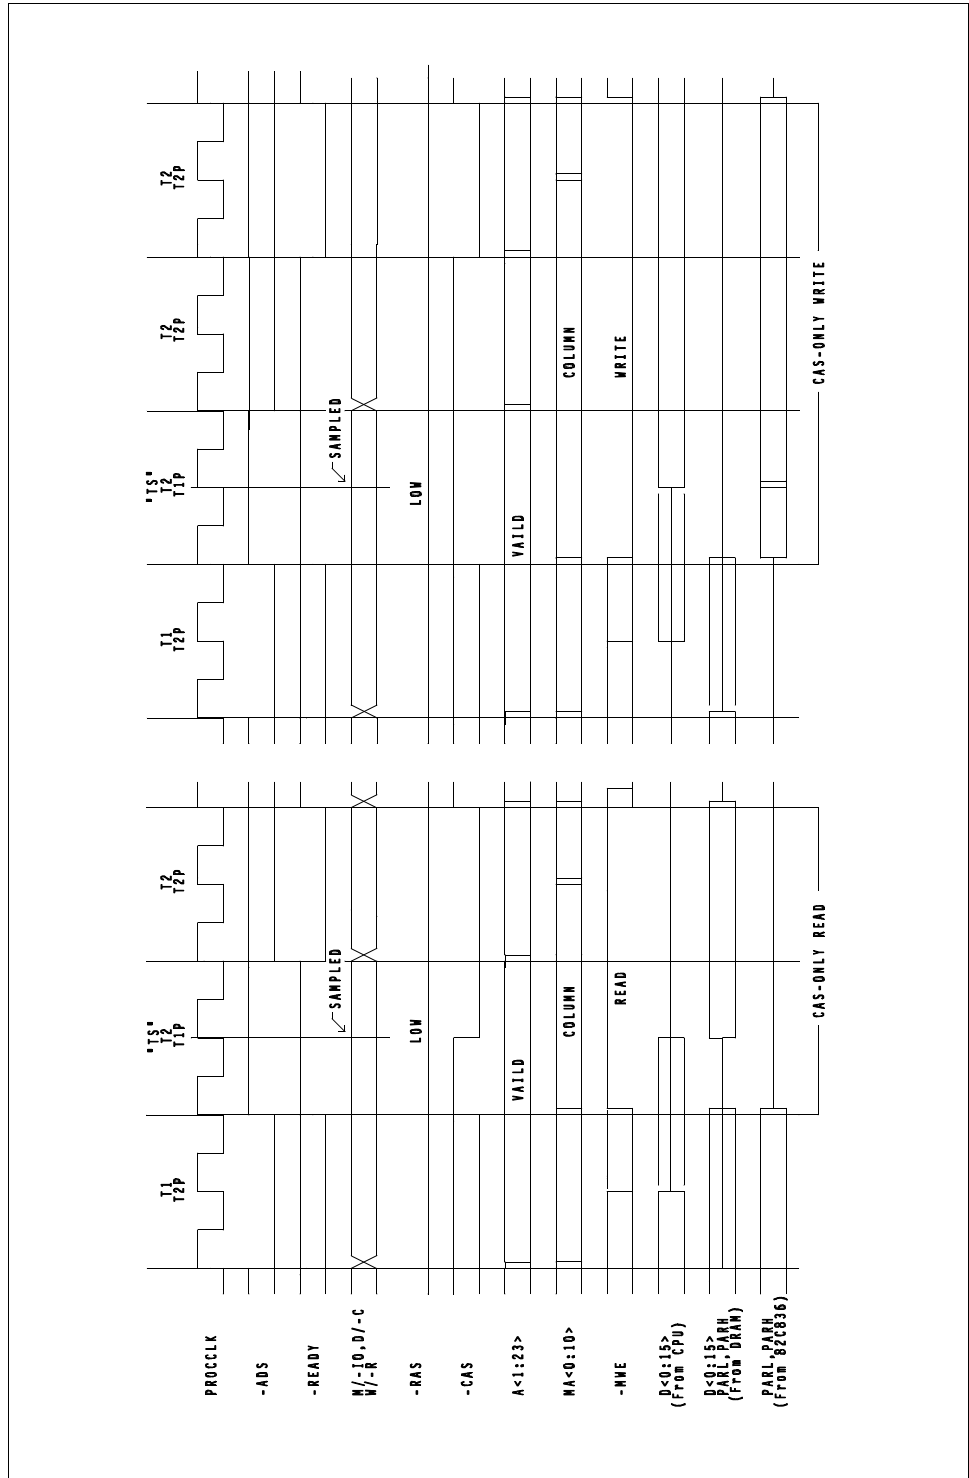 T1
T2P
"TS"
T2
T1P
T2
T2P
T1
T2P
"TS"
T2
T1P
T2
T2P
T2
T2P
PROCCLK
-ADS
-READY
SAMPLED
SAMPLED
M/-IO,D/-C
W/-R
-RAS
LOW
LOW
-CAS
A<1:23>
VAILD
VAILD
MA<0:10>
COLUMN
COLUMN
-MWE
READ
WRITE
D<0:15>
(From CPU)
D<0:15>
PARL,PARH
(From DRAM)
PARL,PARH
(From 82C836)
CAS-ONLY READ
CAS-ONLY WRITE